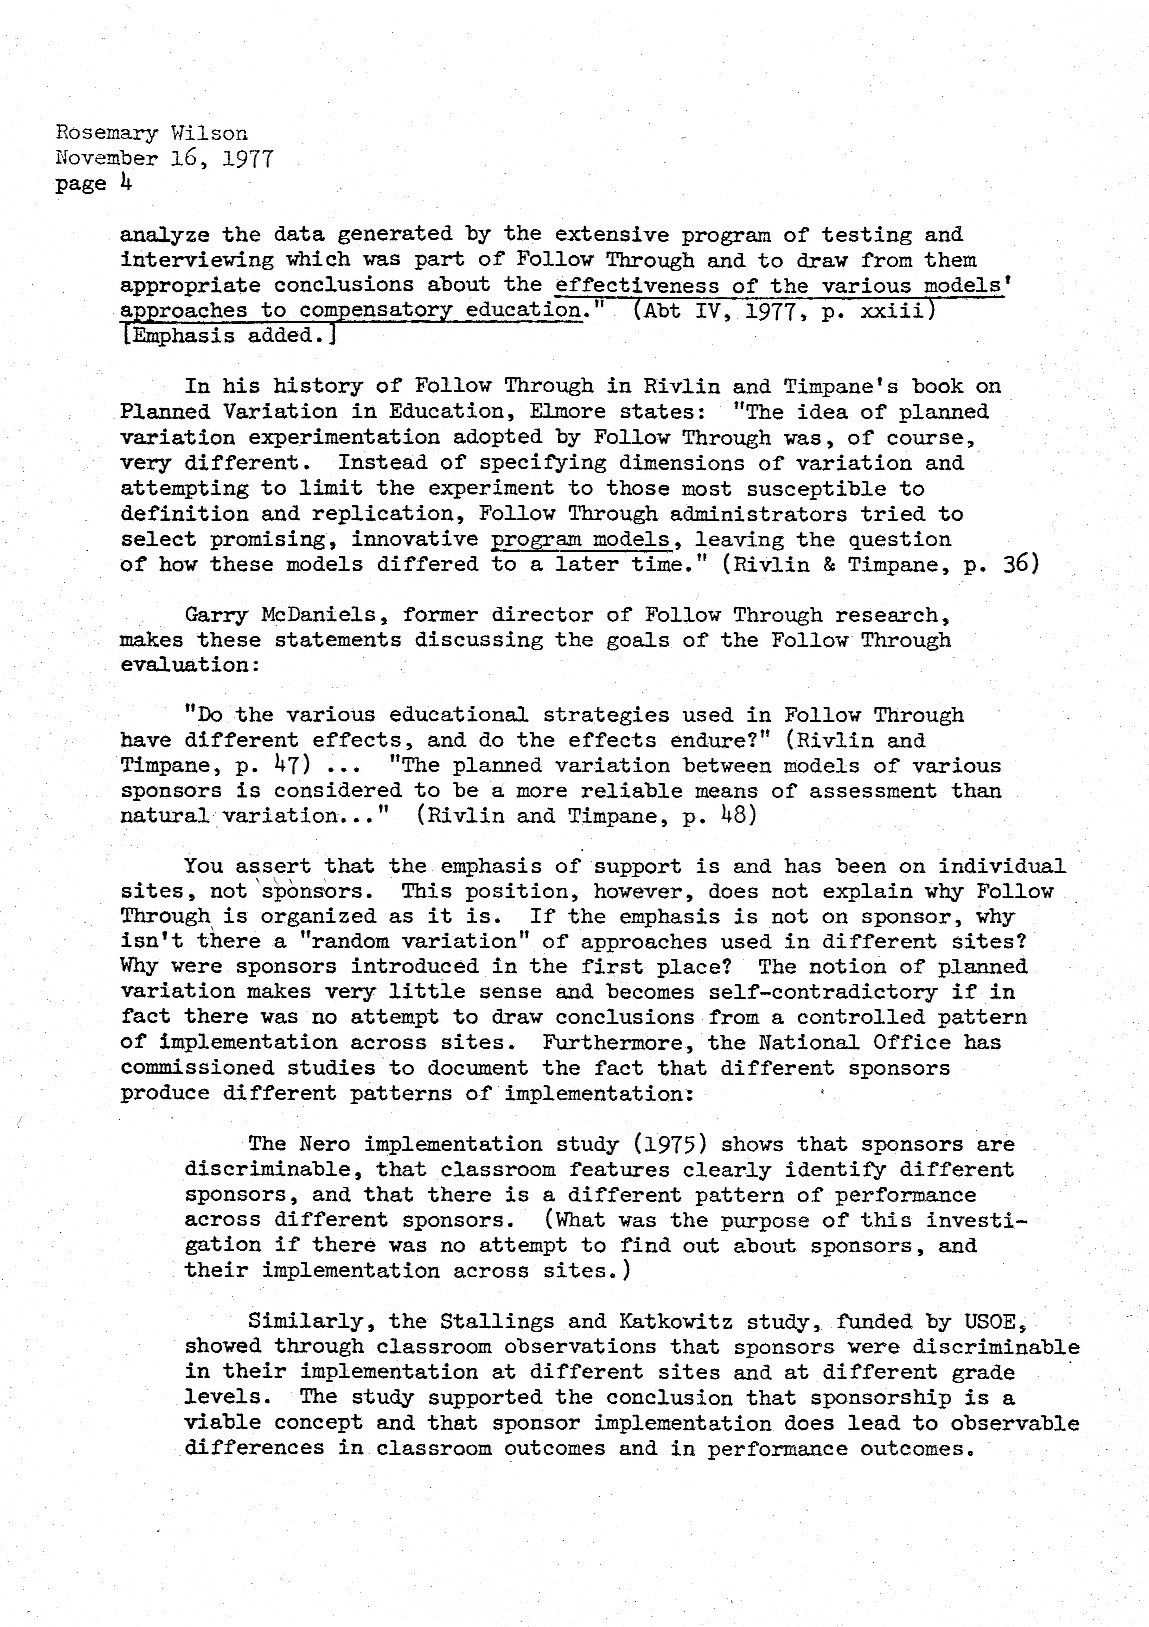 Rosemary Wilson
November 16, 1977
page 4
analyze the data generated by the extensive program of testing and
interviewing which was part of Follow Through and to draw from them
appropriate conclusions about the effectiveness of the various models'
approaches to compensatory education." (Abt IV, 1977, p. xxiii)
[Emphasis added.]
In his history of Follow Through in Rivlin and Timpane's book on
Planned Variation in Education, Elmore states: "The idea of planned
variation experimentation adopted by Follow Through was, of course,
very different. Instead of specifying dimensions of variation and
attempting to limit the experiment to those most susceptible to
definition and replication, Follow Through administrators tried to
select promising, innovative program models, leaving the question
of how these models differed to a later time." (Rivlin & Timpane, p. 36)
Garry McDaniels, former director of Follow Through research,
makes these statements discussing the goals of the Follow Through
evaluation:
"Do the various educational strategies used in Follow Through
have different effects, and do the effects endure?" (Rivlin and
Timpane, p. 47) ... "The planned variation between models of various
sponsors is considered to be a more reliable means of assessment than
natural variation..." (Rivlin and Timpane, p. 48)
You assert that the emphasis of support is and has been on individual
sites, not sponsors. This position, however, does not explain why Follow
Through is organized as it is. If the emphasis is not on sponsor, why
isn't there a "random variation" of approaches used in different sites?
Why were sponsors introduced in the first place? The notion of planned
variation makes very little sense and becomes self-contradictory if in
fact there was no attempt to draw conclusions from a controlled pattern
of implementation across sites. Furthermore, the National Office has
commissioned studies to document the fact that different sponsors
produce different patterns of implementation:
The Nero implementation study (1975) shows that sponsors are
discriminable, that classroom features clearly identify different
sponsors, and that there is a different pattern of performance
across different sponsors. (What was the purpose of this investi-
gation if there was no attempt to find out about sponsors, and
their implementation across sites.)
Similarly, the Stallings and Katkowitz study, funded by USOE,
showed through classroom observations that sponsors were discriminable
in their implementation at different sites and at different grade
levels. The study supported the conclusion that sponsorship is a
viable concept and that sponsor implementation does lead to observable
differences in classroom outcomes and in performance outcomes.